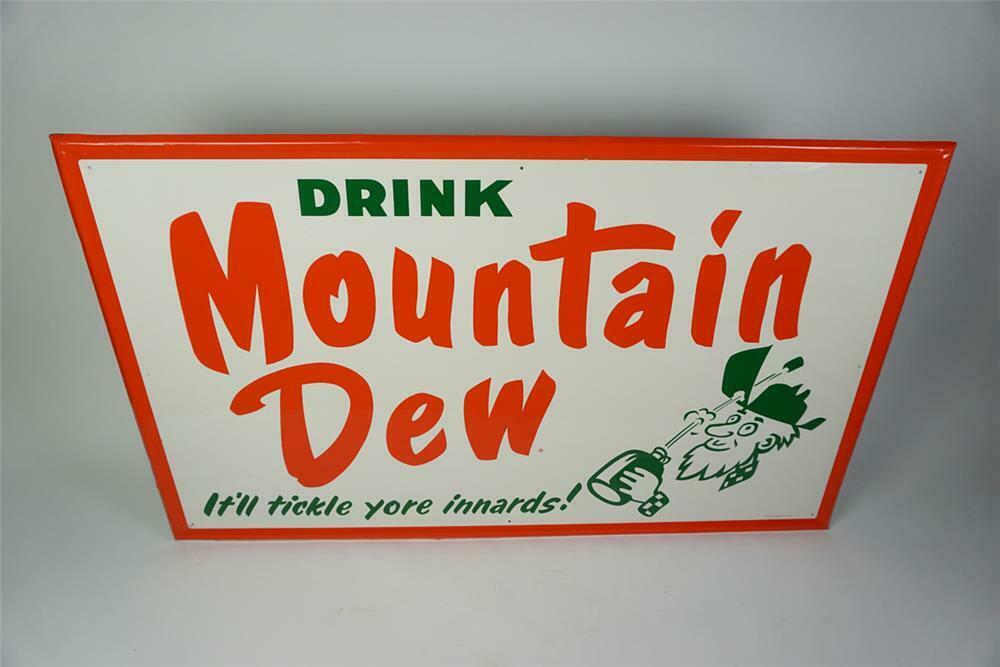 DRINK
Mountain
Dew
It'll tickle yore innards!